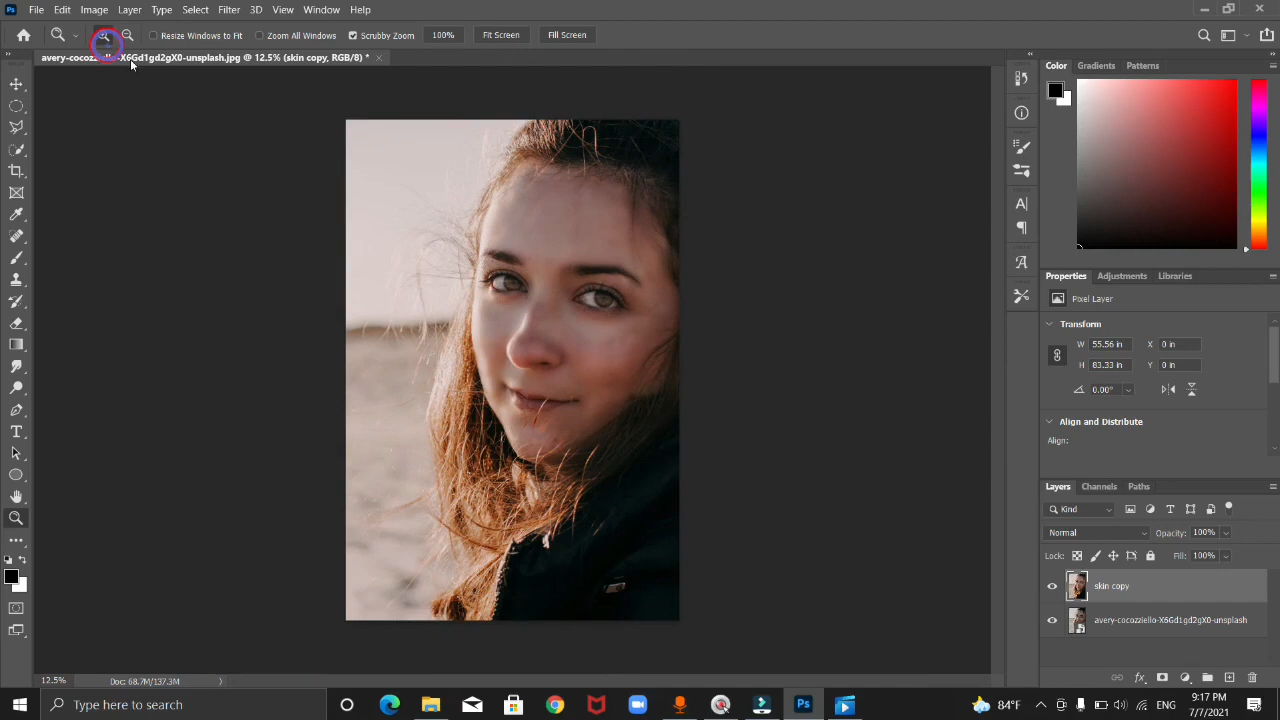 Ps File Edit Image Layer Type Select Filter 3D View Window Help
Resize Windows to Fit Zoom All Windows Scrubby Zoom 100% Fit Screen Fill Screen
avery-cocozziello-X6Gd1gd2gX0-unsplash.jpg @ 12.5% (skin copy, RGB/8) *
Color Gradients Patterns
Properties Adjustments Libraries
Pixel Layer
Transform
W 55.56 in X 0 in
H 83.33 in Y 0 in
0.00°
Align and Distribute
Align:
Layers Channels Paths
Kind
Normal Opacity: 100%
Lock: Fill: 100%
skin copy
avery-cocozziello-X6Gd1gd2gX0-unsplash
12.5% Doc: 68.7M/137.3M
Type here to search
Ps
84°F
ENG
9:17 PM
7/7/2021